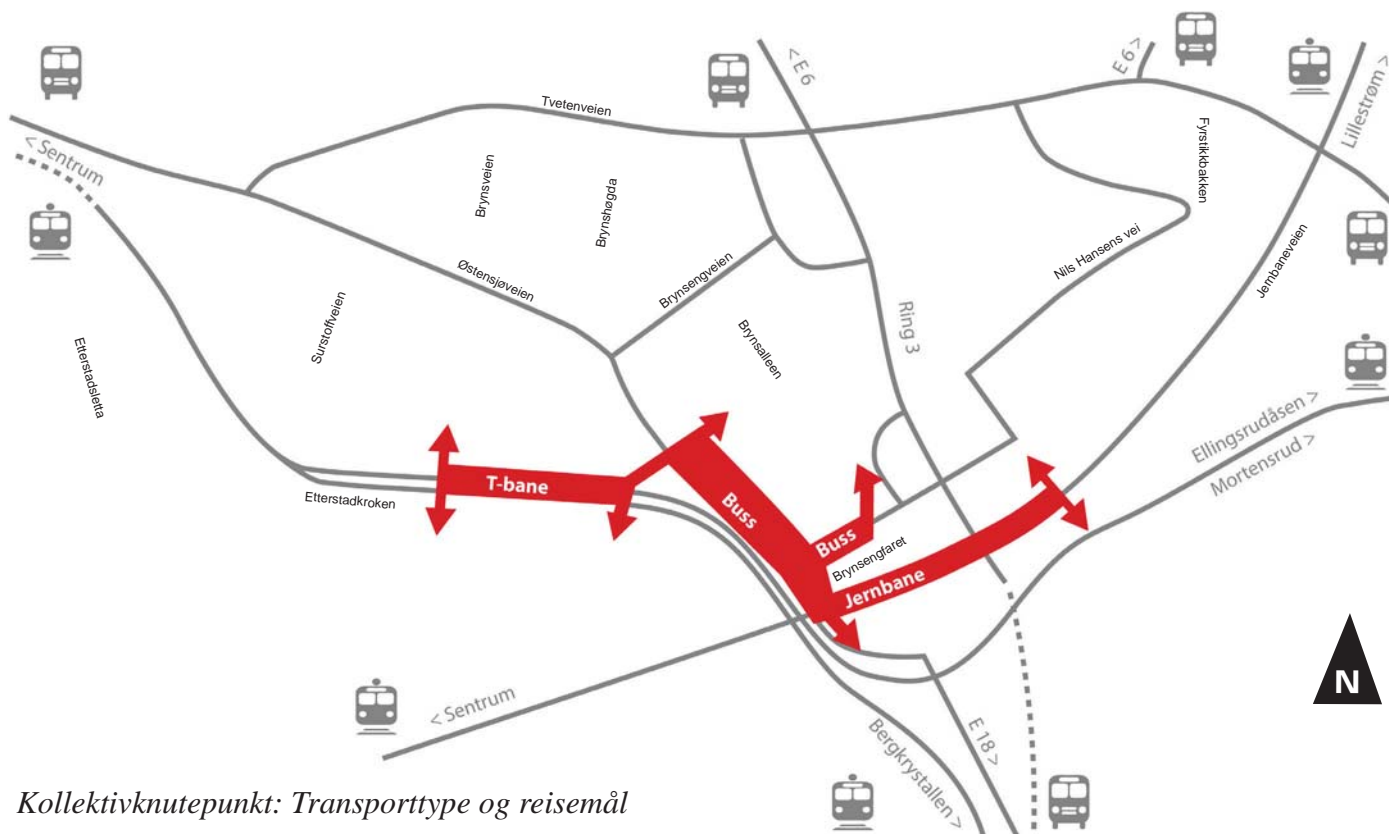 < E 6
E 6 >
Lillestrøm >
Tvetenveien
< Sentrum
Fyrstikkbakken
Brynsveien
Brynshøgda
Nils Hansens vei
Jernbaneveien
Østensjøveien
Brynsengveien
Ring 3
Surstoffveien
Brynsalleen
Etterstadsletta
Ellingsrudåsen >
Mortensrud >
T-bane
Etterstadkroken
Buss
Buss
Brynsengfaret
Jernbane
N
< Sentrum
E 18 >
Bergkrystallen >
Kollektivknutepunkt: Transporttype og reisemål